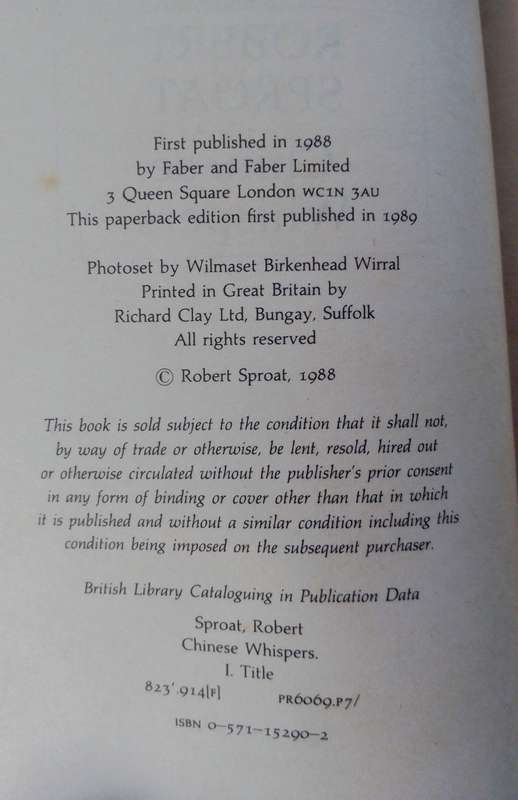 First published in 1988
by Faber and Faber Limited
3 Queen Square London WC1N 3AU
This paperback edition first published in 1989
Photoset by Wilmaset Birkenhead Wirral
Printed in Great Britain by
Richard Clay Ltd, Bungay, Suffolk
All rights reserved
© Robert Sproat, 1988
This book is sold subject to the condition that it shall not,
by way of trade or otherwise, be lent, resold, hired out
or otherwise circulated without the publisher's prior consent
in any form of binding or cover other than that in which
it is published and without a similar condition including this
condition being imposed on the subsequent purchaser.
British Library Cataloguing in Publication Data
Sproat, Robert
Chinese Whispers.
I. Title
823'.914[F] PR6069.P7/
ISBN 0–571–15290–2